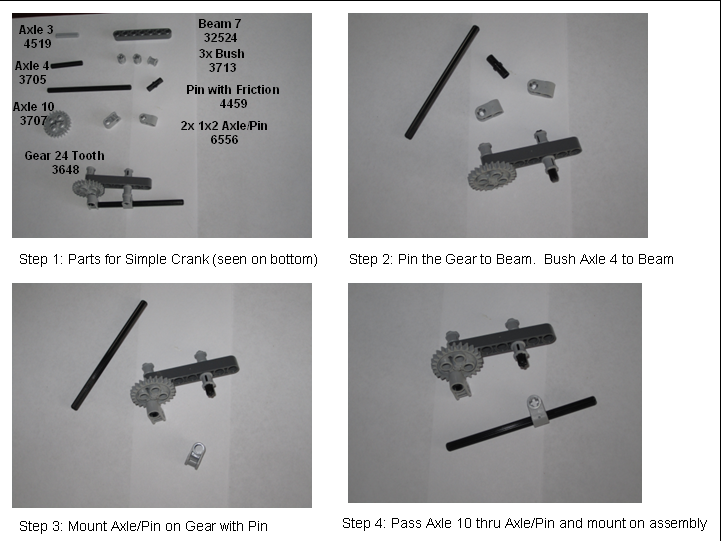 Axle 3
4519
Beam 7
32524
3x Bush
3713
Axle 4
3705
Pin with Friction
4459
Axle 10
3707
2x 1x2 Axle/Pin
6556
Gear 24 Tooth
3648
Step 1: Parts for Simple Crank (seen on bottom)
Step 2: Pin the Gear to Beam.  Bush Axle 4 to Beam
Step 3: Mount Axle/Pin on Gear with Pin
Step 4: Pass Axle 10 thru Axle/Pin and mount on assembly